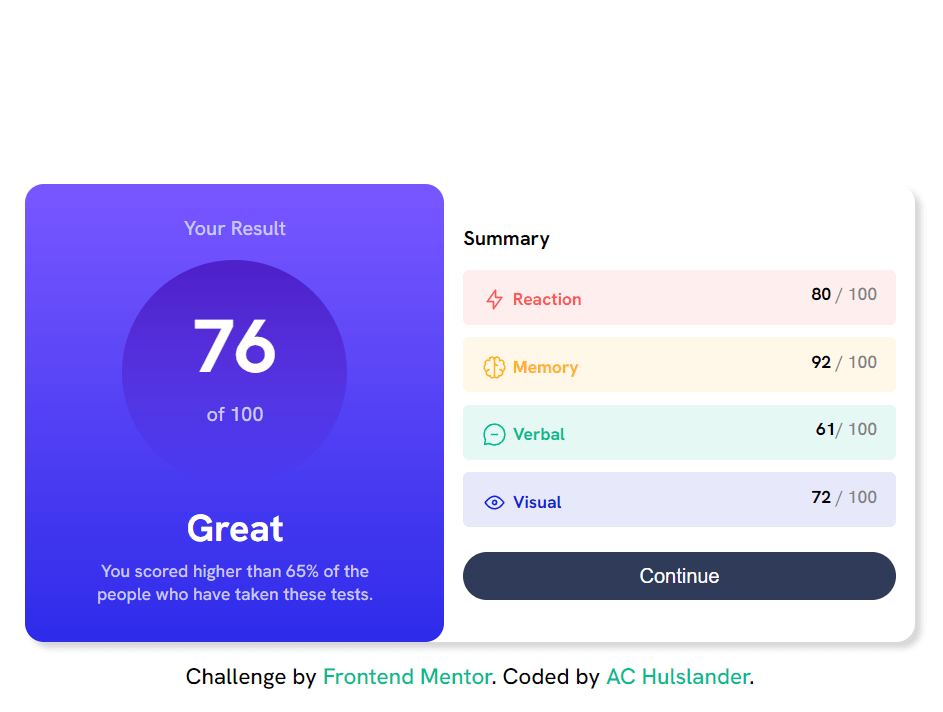 Your Result
76
of 100
Great
You scored higher than 65% of the
people who have taken these tests.
Summary
Reaction 80 / 100
Memory 92 / 100
Verbal 61/ 100
Visual 72 / 100
Continue
Challenge by Frontend Mentor. Coded by AC Hulslander.